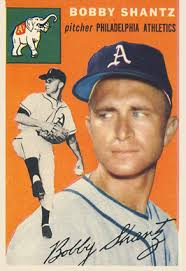 BOBBY SHANTZ
pitcher PHILADELPHIA ATHLETICS
A
Bobby Shantz